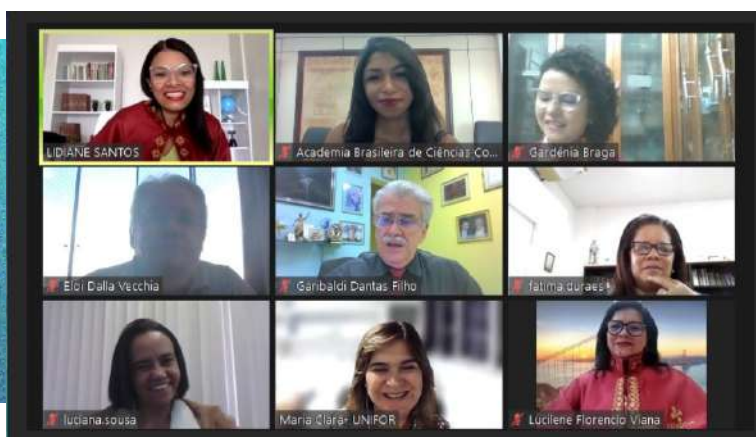 LIDIANE SANTOS
Academia Brasileira de Ciências Co...
Gardénia Braga
Eloi Dalla Vecchia
Garibaldi Dantas Filho
fatima.duraes
luciana.sousa
Maria Clara- UNIFOR
Lucilene Florencio Viana